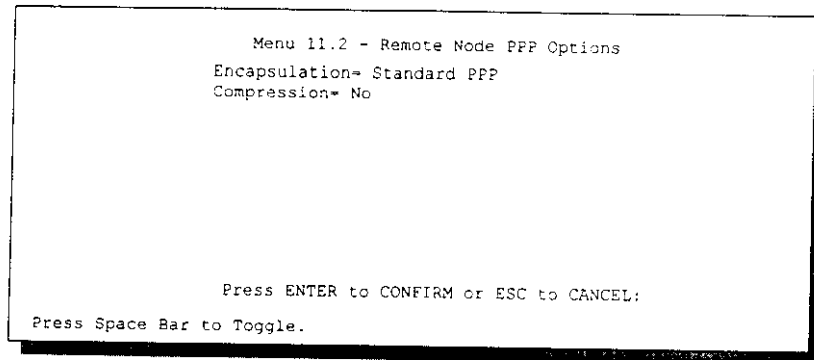 Menu 11.2 - Remote Node PPP Options
Encapsulation= Standard PPP
Compression= No
Press ENTER to CONFIRM or ESC to CANCEL:
Press Space Bar to Toggle.